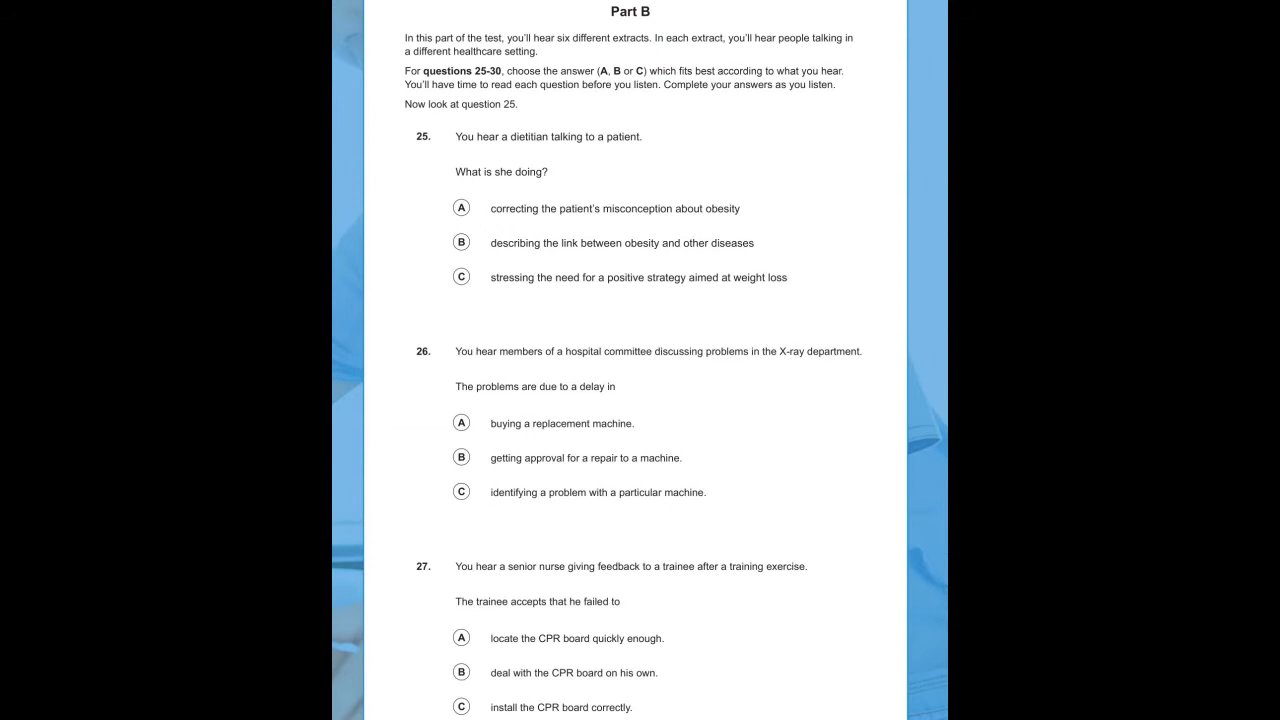 Part B
In this part of the test, you'll hear six different extracts. In each extract, you'll hear people talking in
a different healthcare setting.
For questions 25-30, choose the answer (A, B or C) which fits best according to what you hear.
You'll have time to read each question before you listen. Complete your answers as you listen.
Now look at question 25.
25. You hear a dietitian talking to a patient.
What is she doing?
A correcting the patient's misconception about obesity
B describing the link between obesity and other diseases
C stressing the need for a positive strategy aimed at weight loss
26. You hear members of a hospital committee discussing problems in the X-ray department.
The problems are due to a delay in
A buying a replacement machine.
B getting approval for a repair to a machine.
C identifying a problem with a particular machine.
27. You hear a senior nurse giving feedback to a trainee after a training exercise.
The trainee accepts that he failed to
A locate the CPR board quickly enough.
B deal with the CPR board on his own.
C install the CPR board correctly.